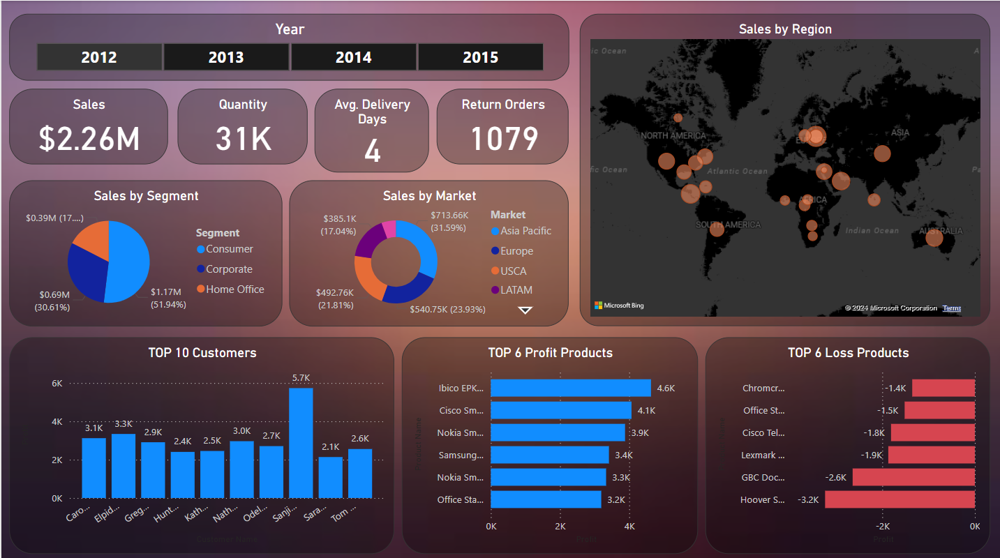 Year
2012
2013
2014
2015
Sales
$2.26M
Quantity
31K
Avg. Delivery
Days
4
Return Orders
1079
Sales by Region
ic Ocean
A
NORTH AMERICA
ASIA
fic Ocean
Atlantic Ocean
Pa
AFRICA
SOUTH AMERICA
Indian Ocean
AUSTRALIA
Microsoft Bing
© 2024 Microsoft Corporation Terms
Sales by Segment
$0.39M (17....)
$0.69M
(30.61%)
$1.17M
(51.94%)
Segment
Consumer
Corporate
Home Office
Sales by Market
$385.1K
(17.04%)
$713.66K
(31.59%)
$492.76K
(21.81%)
$540.75K (23.93%)
Market
Asia Pacific
Europe
USCA
LATAM
TOP 10 Customers
6K
4K
2K
0K
3.1K
3.3K
2.9K
2.4K
2.5K
3.0K
2.7K
5.7K
2.1K
2.6K
Caro...
Elpid...
Greg...
Hunt...
Kath...
Nath...
Odel...
Sanji...
Sara...
Tom ...
Customer Name
TOP 6 Profit Products
Product Name
Ibico EPK... 4.6K
Cisco Sm... 4.1K
Nokia Sm... 3.9K
Samsung... 3.4K
Nokia Sm... 3.3K
Office Sta... 3.2K
0K 2K 4K
Profit
TOP 6 Loss Products
Chromcr... -1.4K
Office St... -1.5K
Cisco Tel... -1.8K
Lexmark ... -1.9K
GBC Doc... -2.6K
Hoover S... -3.2K
-2K 0K
Profit